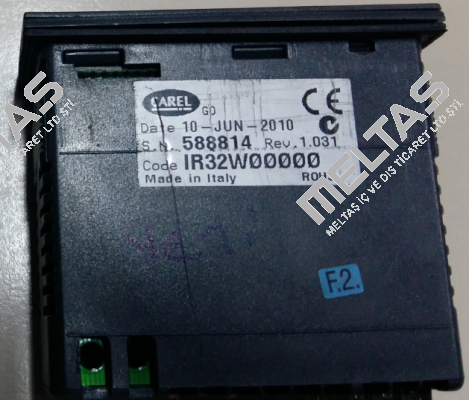 CAREL GO CE
Date 10-JUN-2010
S.N. 588814 Rev. 1.031
Code IR32W00000
Made in Italy ROH
F.2.
MELTAS
MELTAŞ İÇ VE DIŞ TİCARET LTD ŞTİ.
MELTAS